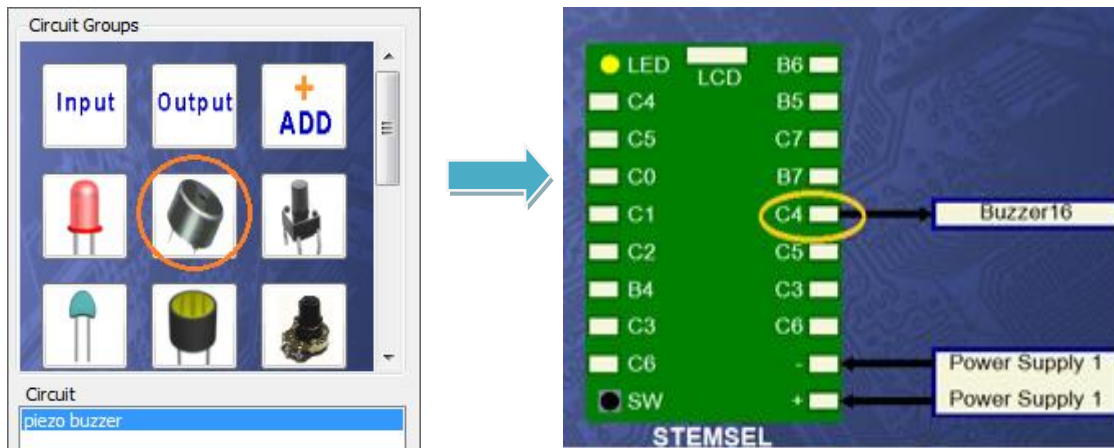 Circuit Groups
Input
Output
+
ADD
Circuit
piezo buzzer
LED
LCD
B6
C4
B5
C5
C7
C0
B7
C1
C4
Buzzer16
C2
C5
B4
C3
C3
C6
C6
-
Power Supply 1
SW
+
Power Supply 1
STEMSEL